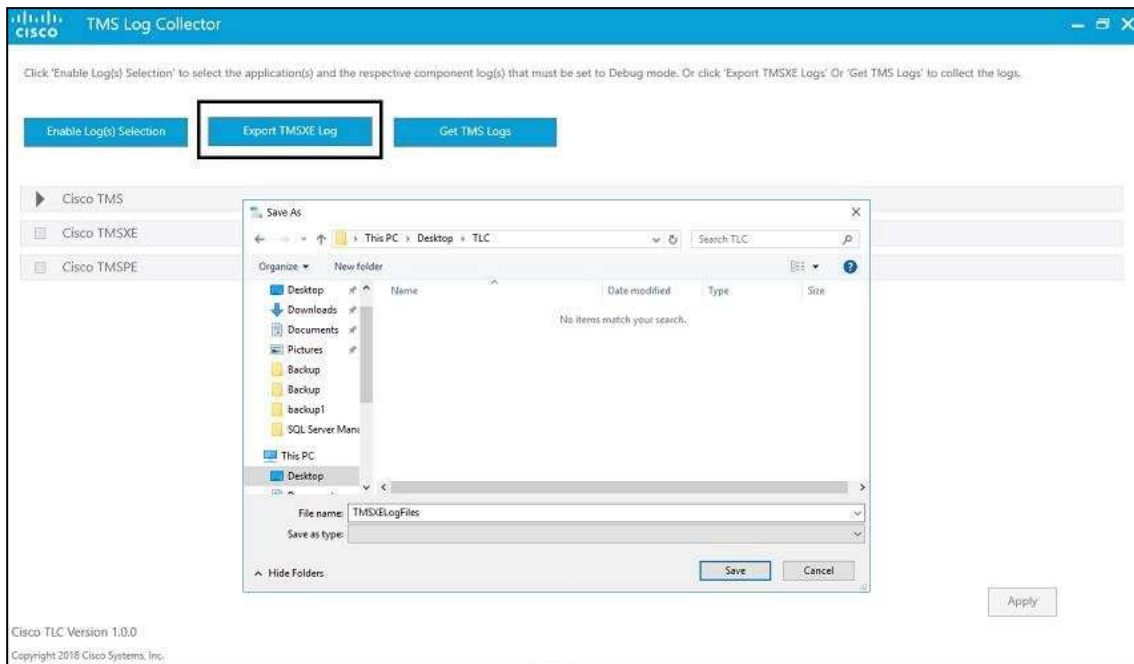 CISCO TMS Log Collector
Click 'Enable Log(s) Selection' to select the application(s) and the respective component log(s) that must be set to Debug mode. Or click 'Export TMSXE Logs' Or 'Get TMS Logs' to collect the logs.
Enable Log(s) Selection
Export TMSXE Log
Get TMS Logs
Cisco TMS
Cisco TMSXE
Cisco TMSPE
Save As
This PC > Desktop > TLC
Search TLC
Organize
New folder
Name
Date modified
Type
Size
No items match your search.
Desktop
Downloads
Documents
Pictures
Backup
Backup
backup1
SQL Server Mana
This PC
Desktop
File name: TMSXELogFiles
Save as type:
Hide Folders
Save
Cancel
Apply
Cisco TLC Version 1.0.0
Copyright 2018 Cisco Systems, Inc.